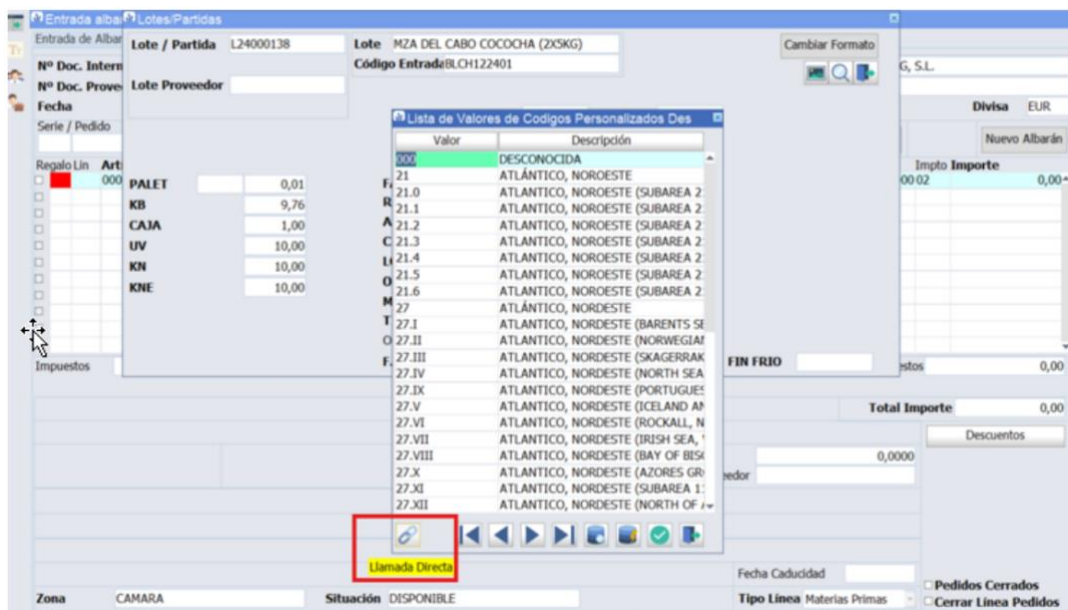 Entrada alba
Lotes/Partidas
Entrada de Albar
Lote / Partida L24000138
Lote MZA DEL CABO COCOCHA (2X5KG)
Cambiar Formato
Nº Doc. Intern
Código Entrada BLCH122401
G, S.L.
Nº Doc. Prove
Lote Proveedor
Fecha
Divisa EUR
Serie / Pedido
Nuevo Albarán
Regalo Lin Art
Impto Importe
000
00 02 0,00
PALET 0,01
KB 9,76
CAJA 1,00
UV 10,00
KN 10,00
KNE 10,00
Lista de Valores de Codigos Personalizados Des
Valor Descripción
000 DESCONOCIDA
21 ATLÁNTICO, NOROESTE
21.0 ATLANTICO, NOROESTE (SUBAREA 2
21.1 ATLANTICO, NOROESTE (SUBAREA 2
21.2 ATLANTICO, NOROESTE (SUBAREA 2
21.3 ATLANTICO, NOROESTE (SUBAREA 2
21.4 ATLANTICO, NOROESTE (SUBAREA 2
21.5 ATLANTICO, NOROESTE (SUBAREA 2
21.6 ATLANTICO, NOROESTE (SUBAREA 2
27 ATLÁNTICO, NORDESTE
27.I ATLANTICO, NORDESTE (BARENTS SE
27.II ATLANTICO, NORDESTE (NORWEGIAN
27.III ATLANTICO, NORDESTE (SKAGERRAK
27.IV ATLANTICO, NORDESTE (NORTH SEA
27.IX ATLANTICO, NORDESTE (PORTUGUES
27.V ATLANTICO, NORDESTE (ICELAND AN
27.VI ATLANTICO, NORDESTE (ROCKALL, N
27.VII ATLANTICO, NORDESTE (IRISH SEA,
27.VIII ATLANTICO, NORDESTE (BAY OF BIS
27.X ATLANTICO, NORDESTE (AZORES GR
27.XI ATLANTICO, NORDESTE (SUBAREA 1
27.XII ATLANTICO, NORDESTE (NORTH OF
FIN FRIO
Impuestos
stos 0,00
Total Importe 0,00
Descuentos
0,0000
eedor
Llamada Directa
Fecha Caducidad
Pedidos Cerrados
Zona CAMARA
Situación DISPONIBLE
Tipo Línea Materias Primas
Cerrar Línea Pedidos